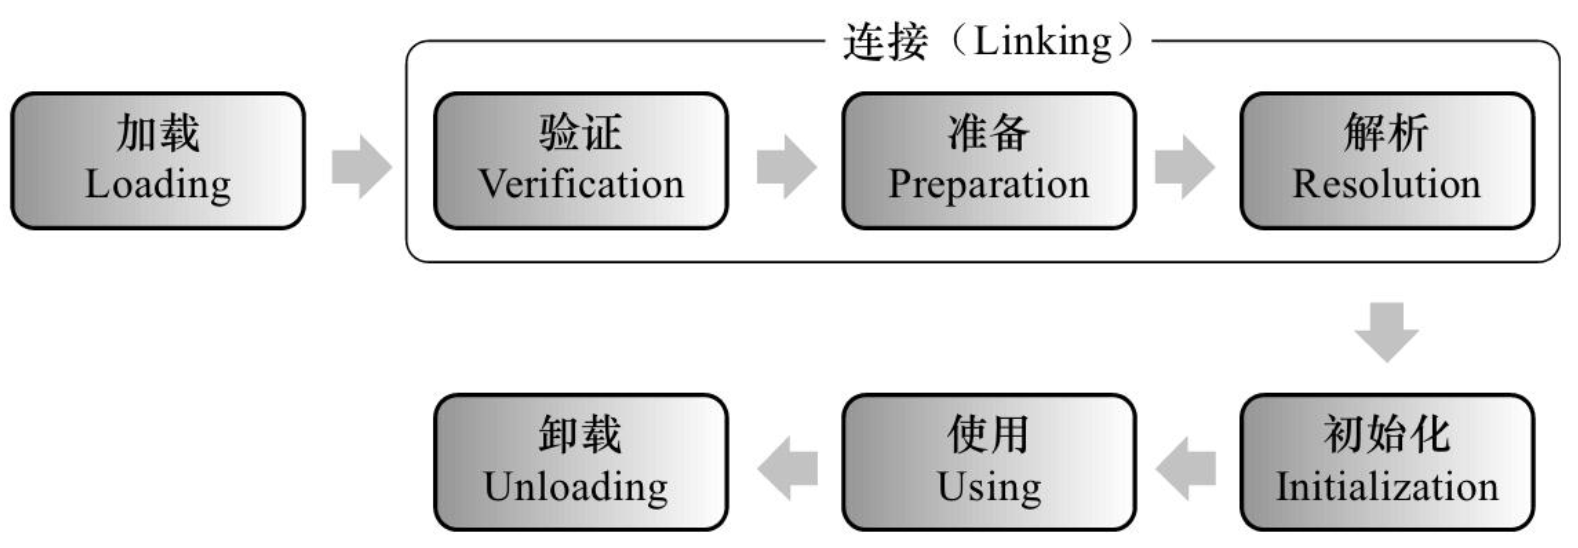 连接（Linking）
加载
Loading
验证
Verification
准备
Preparation
解析
Resolution
初始化
Initialization
使用
Using
卸载
Unloading